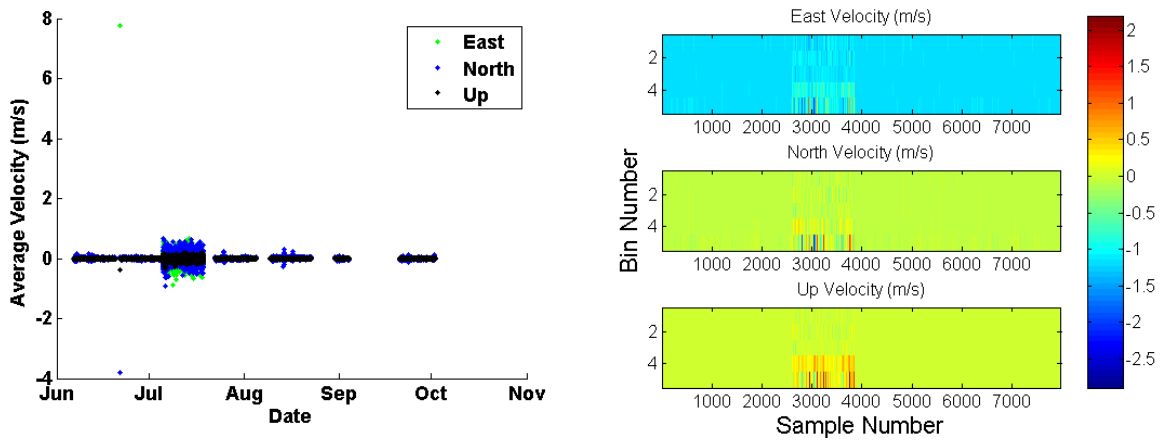 8
6
4
2
0
-2
-4
Average Velocity (m/s)
Jun Jul Aug Sep Oct Nov
Date
East
North
Up
East Velocity (m/s)
2
4
1000 2000 3000 4000 5000 6000 7000
North Velocity (m/s)
2
4
1000 2000 3000 4000 5000 6000 7000
Up Velocity (m/s)
2
4
1000 2000 3000 4000 5000 6000 7000
Bin Number
Sample Number
2
1.5
1
0.5
0
-0.5
-1
-1.5
-2
-2.5